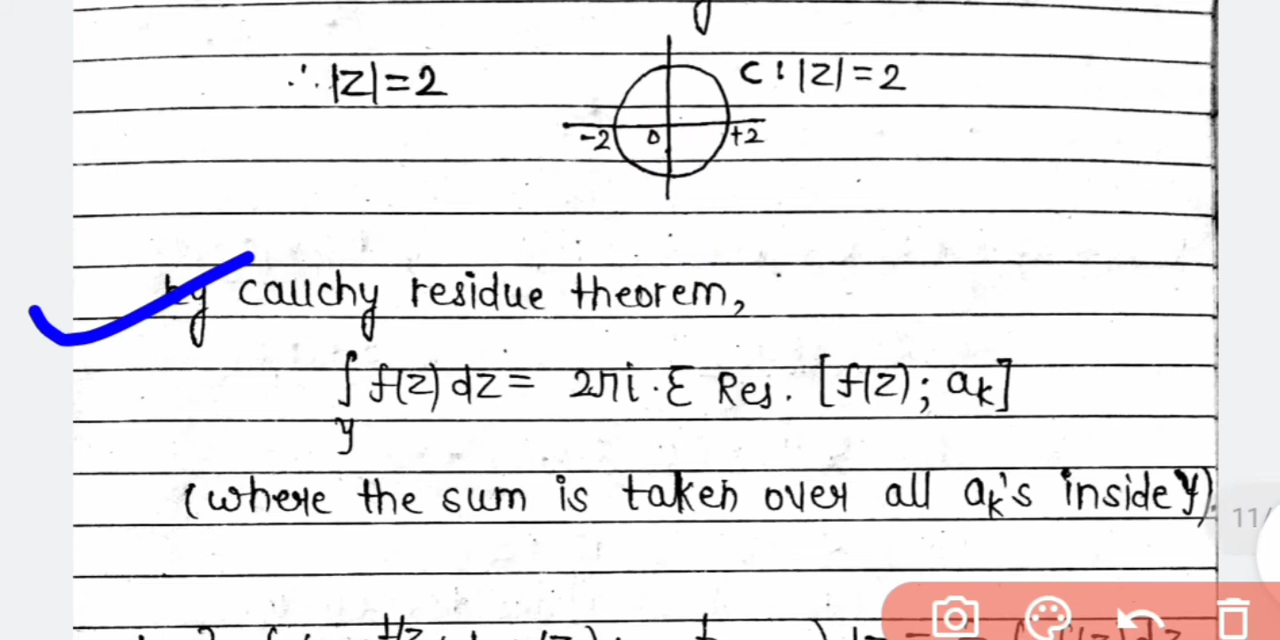 ∴ |Z| = 2
C : |Z| = 2
-2 0 +2
by cauchy residue theorem,
∫ f(z) dz = 2πi · Σ Res. [f(z); ak]
γ
(where the sum is taken over all ak's inside γ).
11/